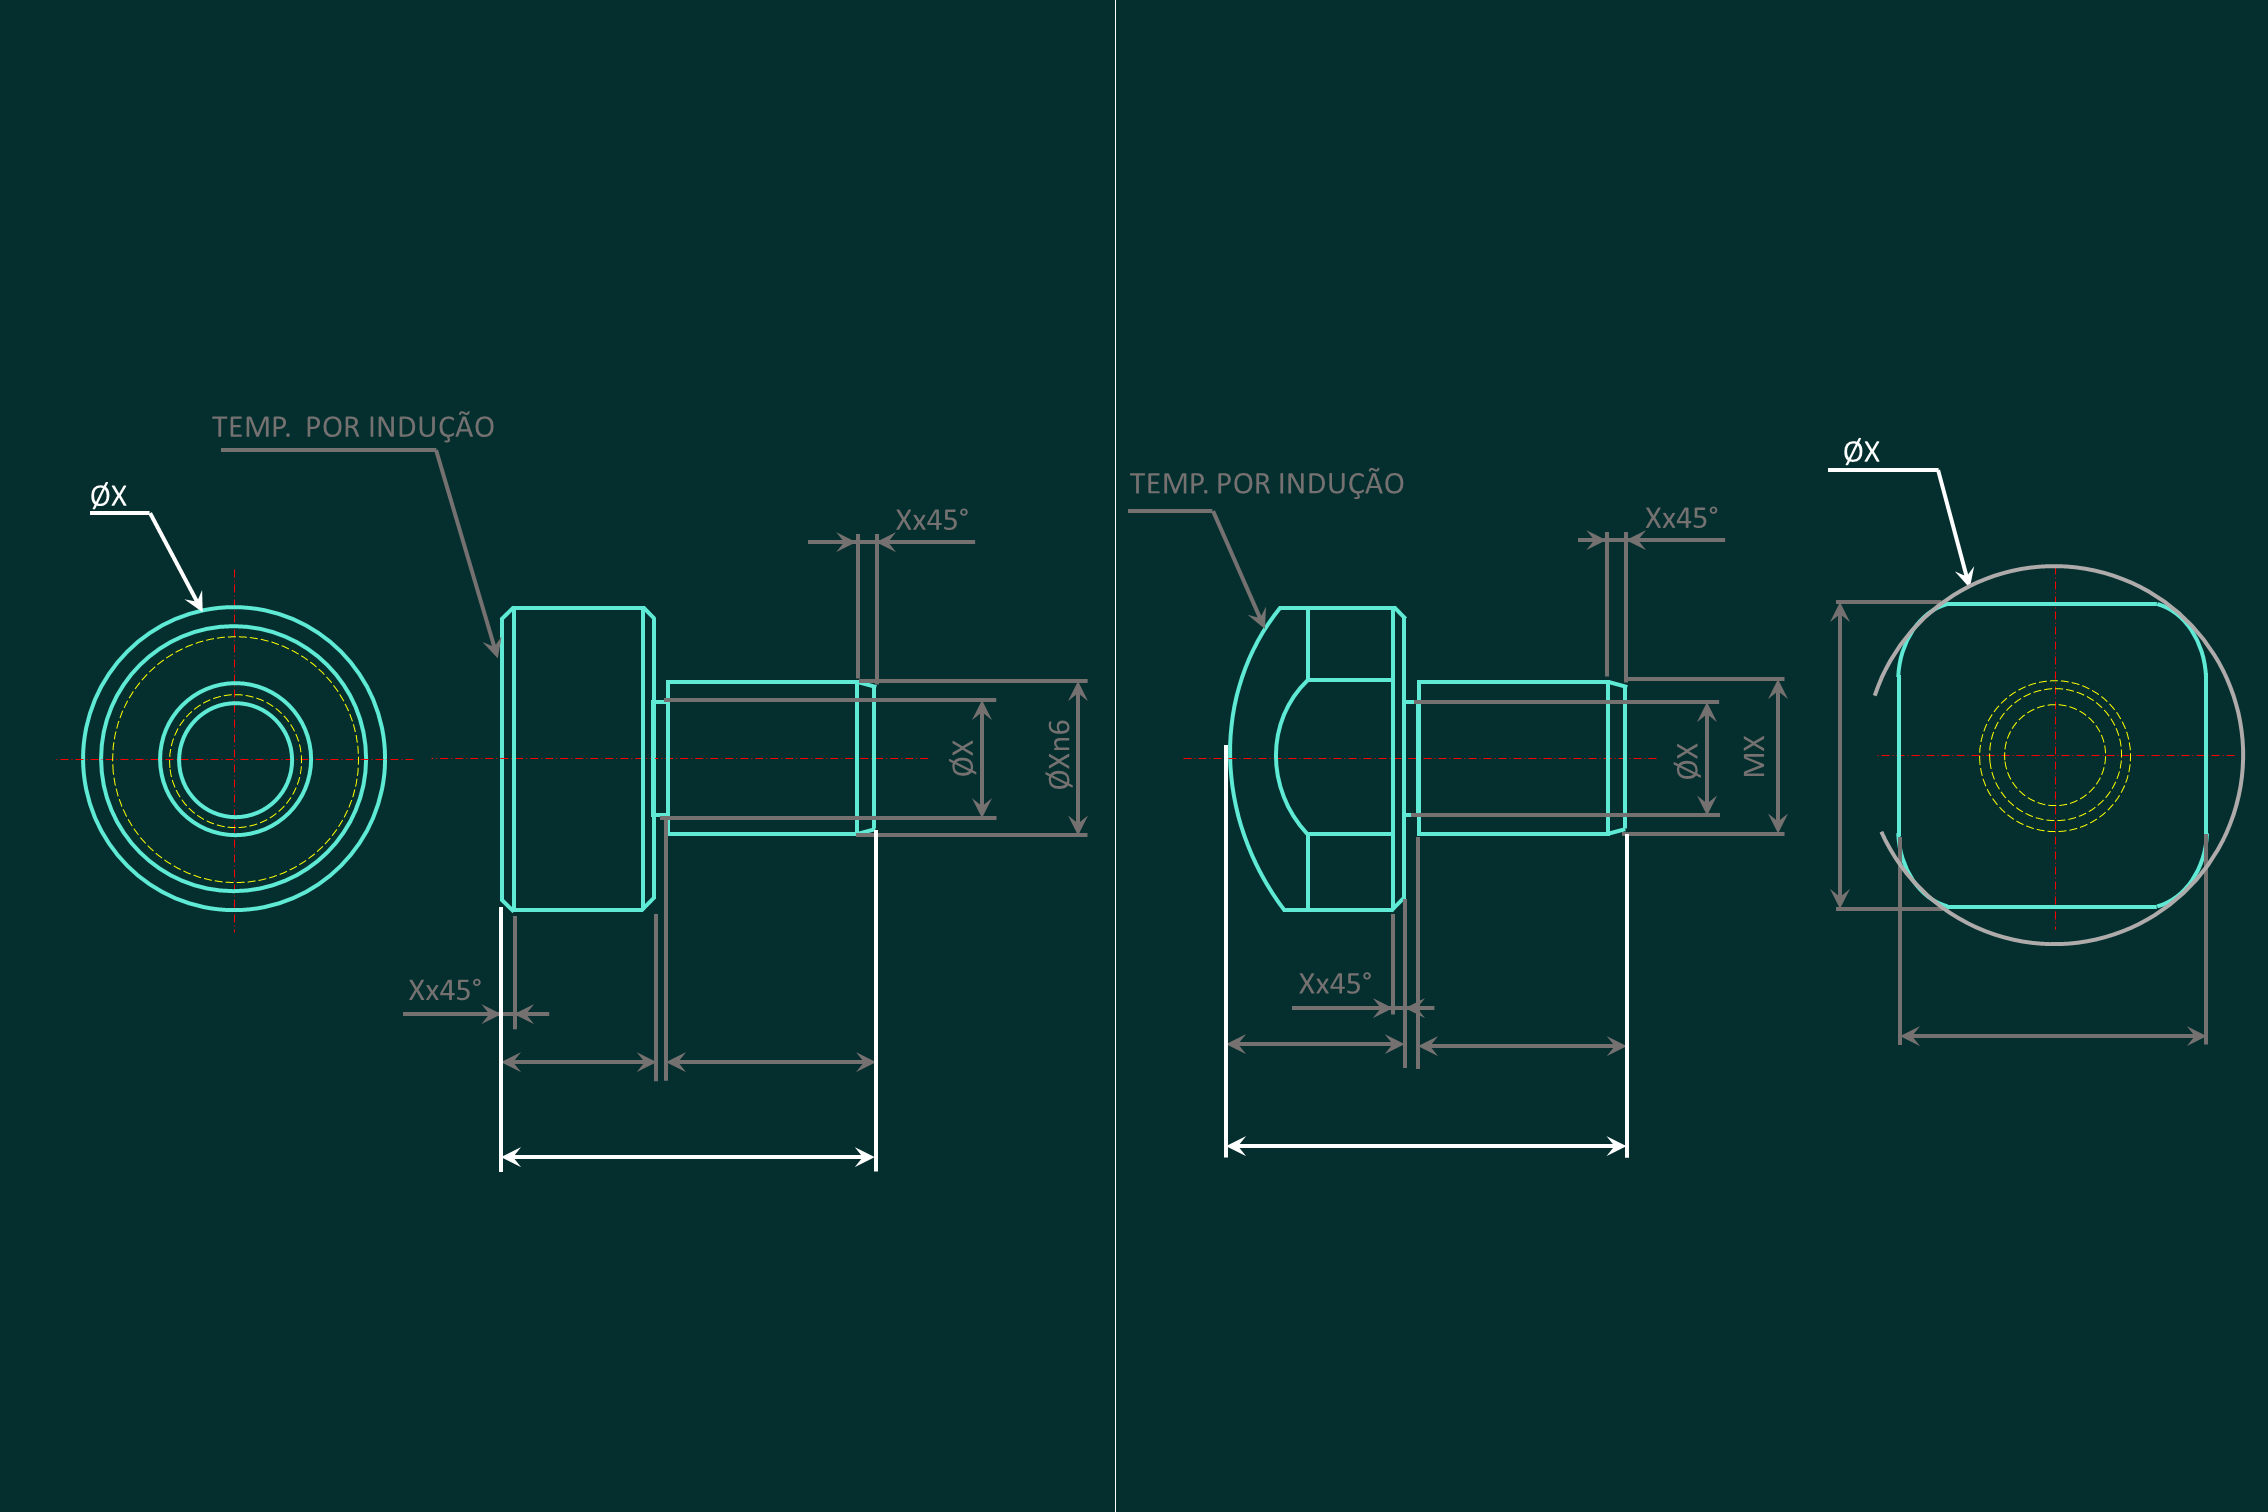 TEMP.  POR INDUÇÃO
ØX
Xx45°
ØX
ØXn6
Xx45°
TEMP. POR INDUÇÃO
Xx45°
ØX
MX
Xx45°
ØX